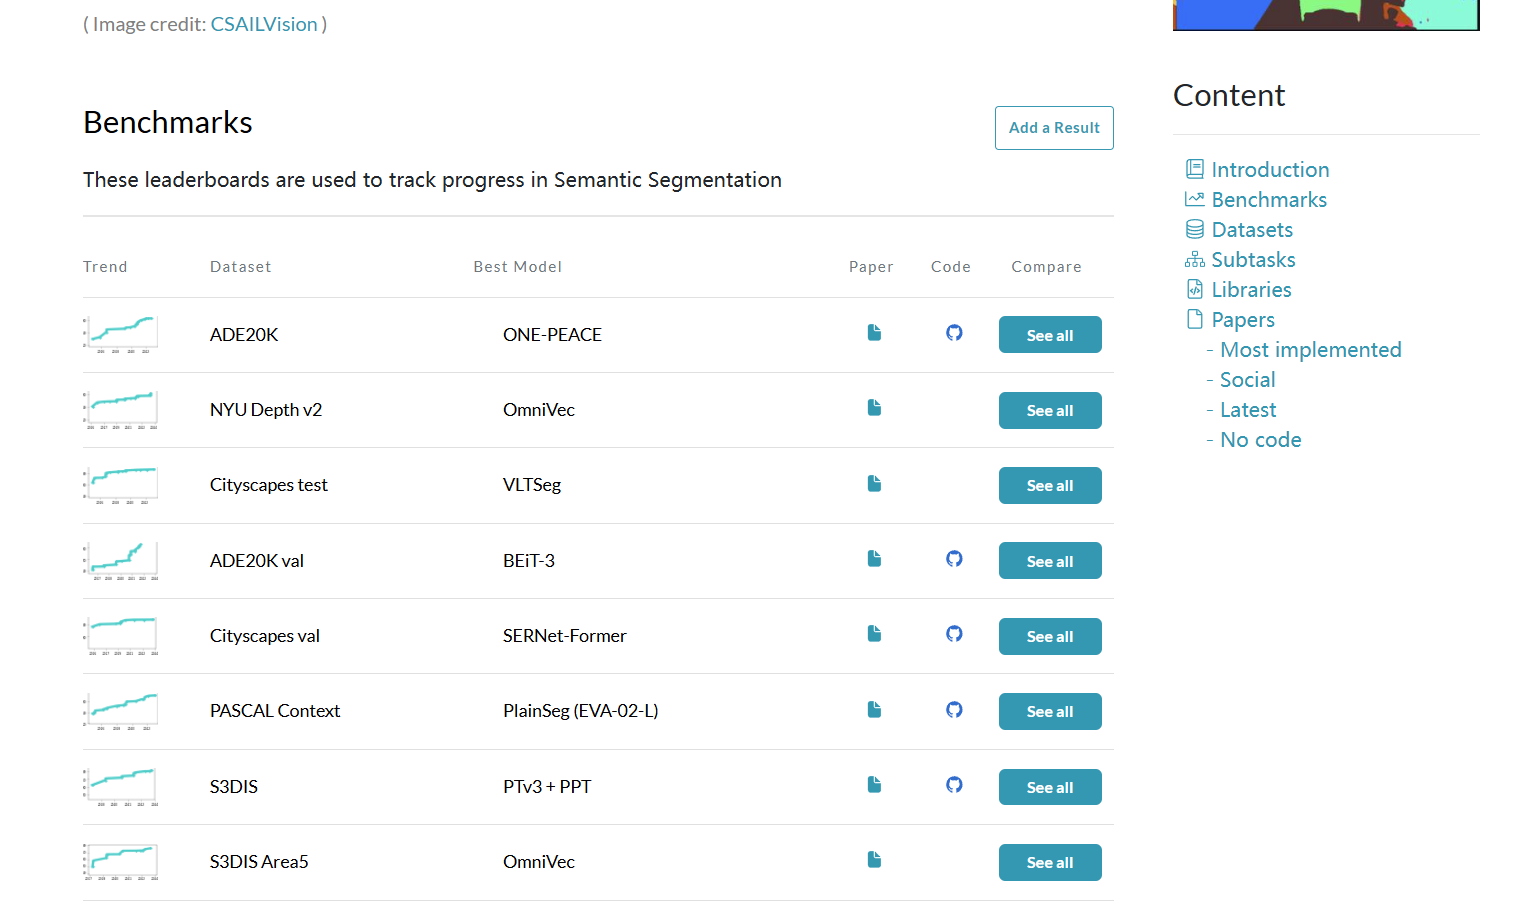 ( Image credit: CSAILVision )
Benchmarks
Add a Result
These leaderboards are used to track progress in Semantic Segmentation
Trend Dataset Best Model Paper Code Compare
ADE20K ONE-PEACE See all
NYU Depth v2 OmniVec See all
Cityscapes test VLTSeg See all
ADE20K val BEiT-3 See all
Cityscapes val SERNet-Former See all
PASCAL Context PlainSeg (EVA-02-L) See all
S3DIS PTv3 + PPT See all
S3DIS Area5 OmniVec See all
Content
Introduction
Benchmarks
Datasets
Subtasks
Libraries
Papers
- Most implemented
- Social
- Latest
- No code